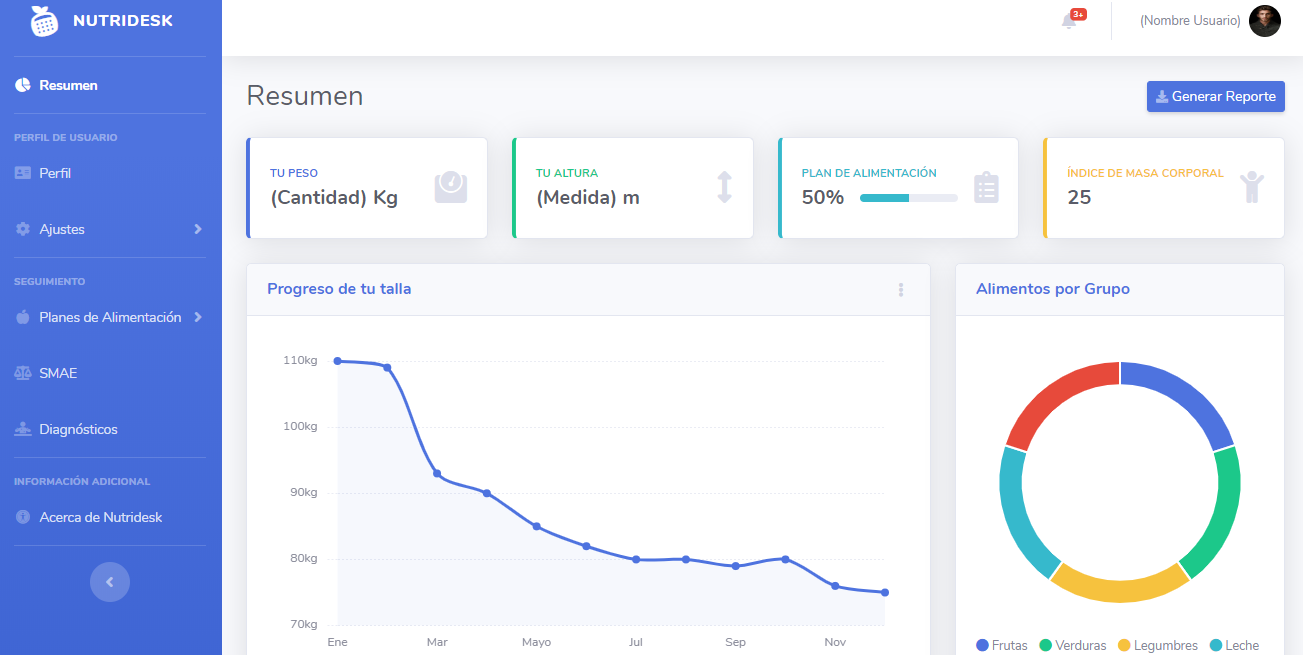 NUTRIDESK
Resumen
PERFIL DE USUARIO
Perfil
Ajustes
SEGUIMIENTO
Planes de Alimentación
SMAE
Diagnósticos
INFORMACIÓN ADICIONAL
Acerca de Nutridesk
3+
(Nombre Usuario)
Resumen
Generar Reporte
TU PESO
(Cantidad) Kg
TU ALTURA
(Medida) m
PLAN DE ALIMENTACIÓN
50%
ÍNDICE DE MASA CORPORAL
25
Progreso de tu talla
110kg
100kg
90kg
80kg
70kg
Ene Mar Mayo Jul Sep Nov
Alimentos por Grupo
Frutas Verduras Legumbres Leche